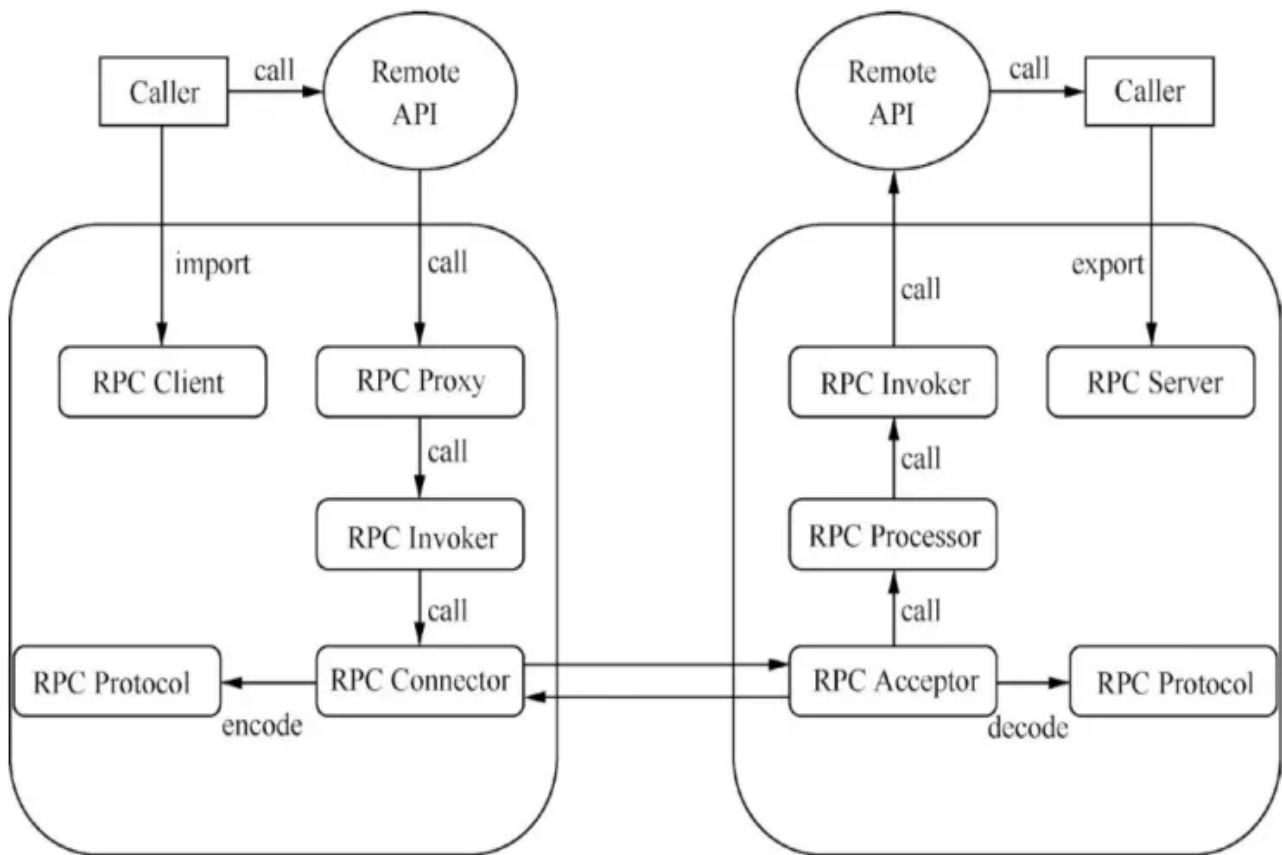 call
Remote
API
Caller
import
call
RPC Client
RPC Proxy
call
RPC Invoker
call
RPC Protocol
encode
RPC Connector
Remote
API
call
Caller
call
export
RPC Invoker
RPC Server
call
RPC Processor
call
RPC Acceptor
decode
RPC Protocol